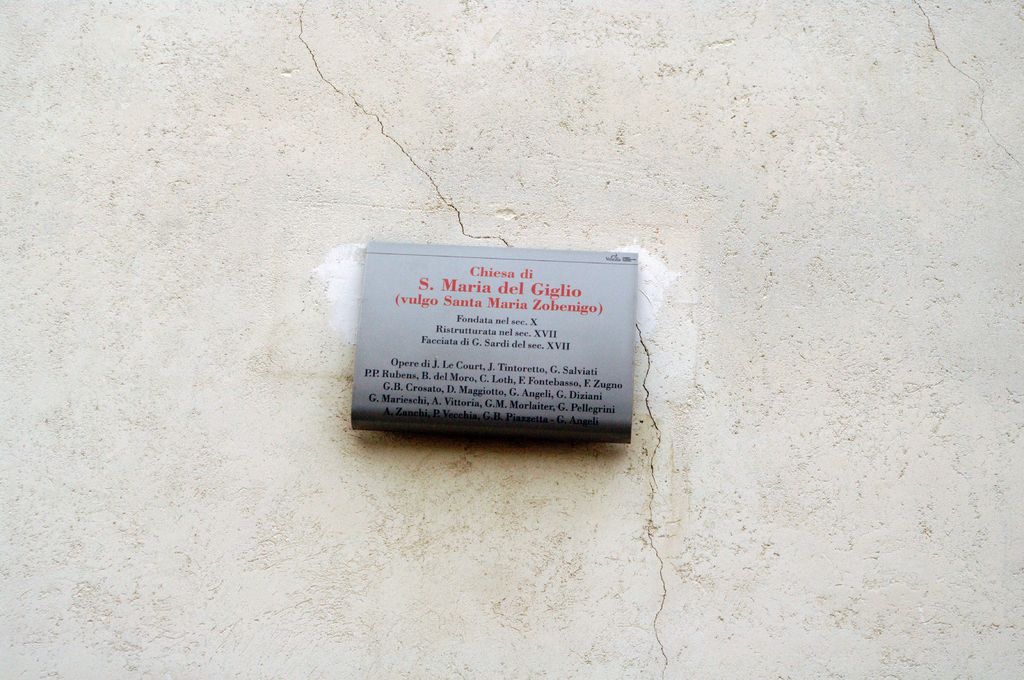 Chiesa di
S. Maria del Giglio
(vulgo Santa Maria Zobenigo)
Fondata nel sec. X
Ristrutturata nel sec. XVII
Facciata di G. Sardi del sec. XVII
Opere di J. Le Court, J. Tintoretto, G. Salviati
P.P. Rubens, B. del Moro, C. Loth, F. Fontebasso, F. Zugno
G.B. Crosato, D. Maggiotto, G. Angeli, G. Diziani
G. Marieschi, A. Vittoria, G.M. Morlaiter, G. Pellegrini
A. Zanchi, P. Vecchia, G.B. Piazzetta - G. Angeli